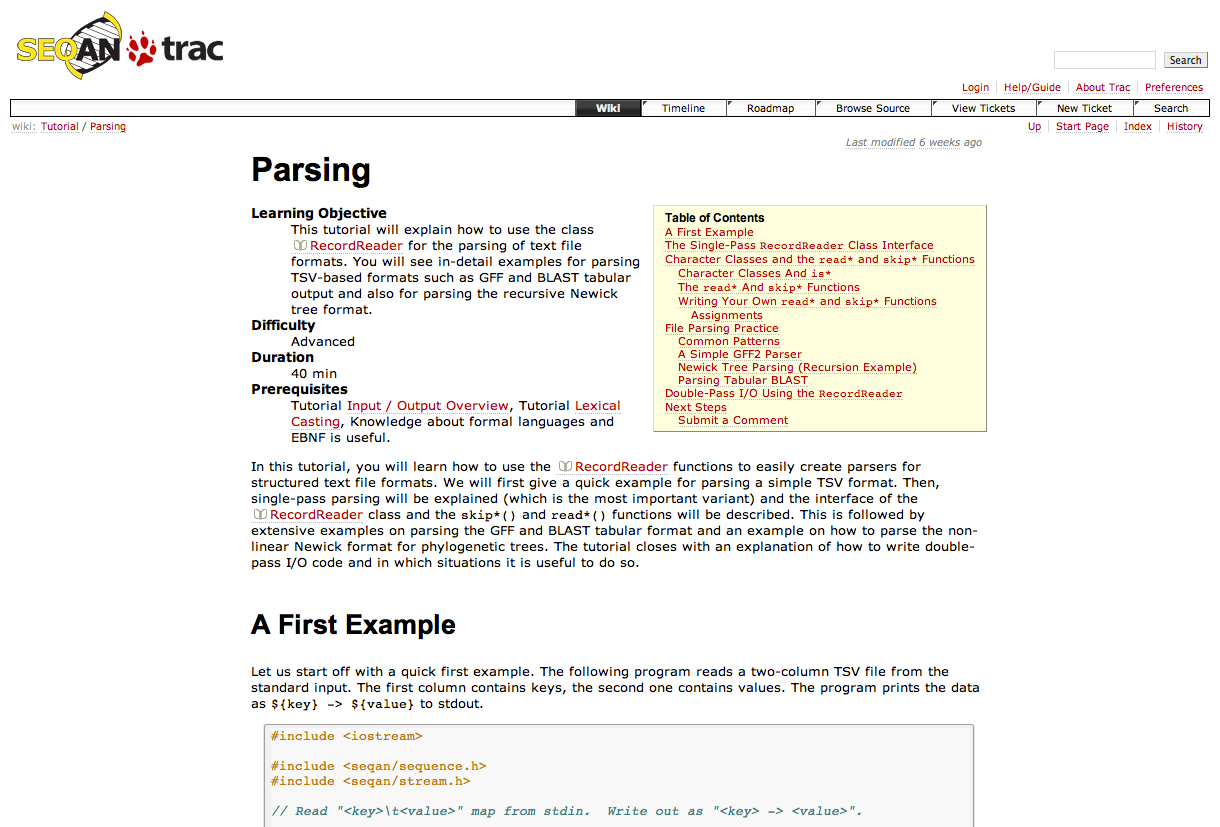 SEQAN trac
Search
Login Help/Guide About Trac Preferences
Wiki Timeline Roadmap Browse Source View Tickets New Ticket Search
wiki: Tutorial / Parsing
Up Start Page Index History
Last modified 6 weeks ago
Parsing
Learning Objective
This tutorial will explain how to use the class
RecordReader for the parsing of text file
formats. You will see in-detail examples for parsing
TSV-based formats such as GFF and BLAST tabular
output and also for parsing the recursive Newick
tree format.
Difficulty
Advanced
Duration
40 min
Prerequisites
Tutorial Input / Output Overview, Tutorial Lexical
Casting, Knowledge about formal languages and
EBNF is useful.
Table of Contents
A First Example
The Single-Pass RecordReader Class Interface
Character Classes and the read* and skip* Functions
Character Classes And is*
The read* And skip* Functions
Writing Your Own read* and skip* Functions
Assignments
File Parsing Practice
Common Patterns
A Simple GFF2 Parser
Newick Tree Parsing (Recursion Example)
Parsing Tabular BLAST
Double-Pass I/O Using the RecordReader
Next Steps
Submit a Comment
In this tutorial, you will learn how to use the RecordReader functions to easily create parsers for
structured text file formats. We will first give a quick example for parsing a simple TSV format. Then,
single-pass parsing will be explained (which is the most important variant) and the interface of the
RecordReader class and the skip*() and read*() functions will be described. This is followed by
extensive examples on parsing the GFF and BLAST tabular format and an example on how to parse the non-
linear Newick format for phylogenetic trees. The tutorial closes with an explanation of how to write double-
pass I/O code and in which situations it is useful to do so.
A First Example
Let us start off with a quick first example. The following program reads a two-column TSV file from the
standard input. The first column contains keys, the second one contains values. The program prints the data
as ${key} -> ${value} to stdout.
#include <iostream>
#include <seqan/sequence.h>
#include <seqan/stream.h>
// Read "<key>\t<value>" map from stdin.  Write out as "<key> -> <value>".